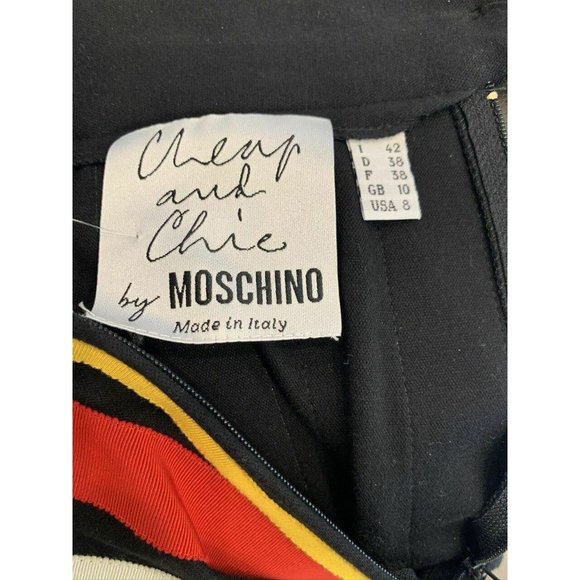 Cheap
and
Chic
by MOSCHINO
Made in Italy
I 42
D 38
F 38
GB 10
USA 8